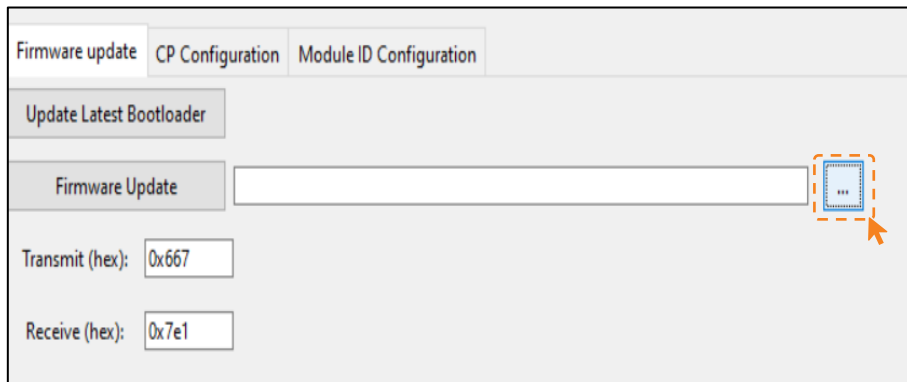 Firmware update CP Configuration Module ID Configuration
Update Latest Bootloader
Firmware Update ...
Transmit (hex): 0x667
Receive (hex): 0x7e1